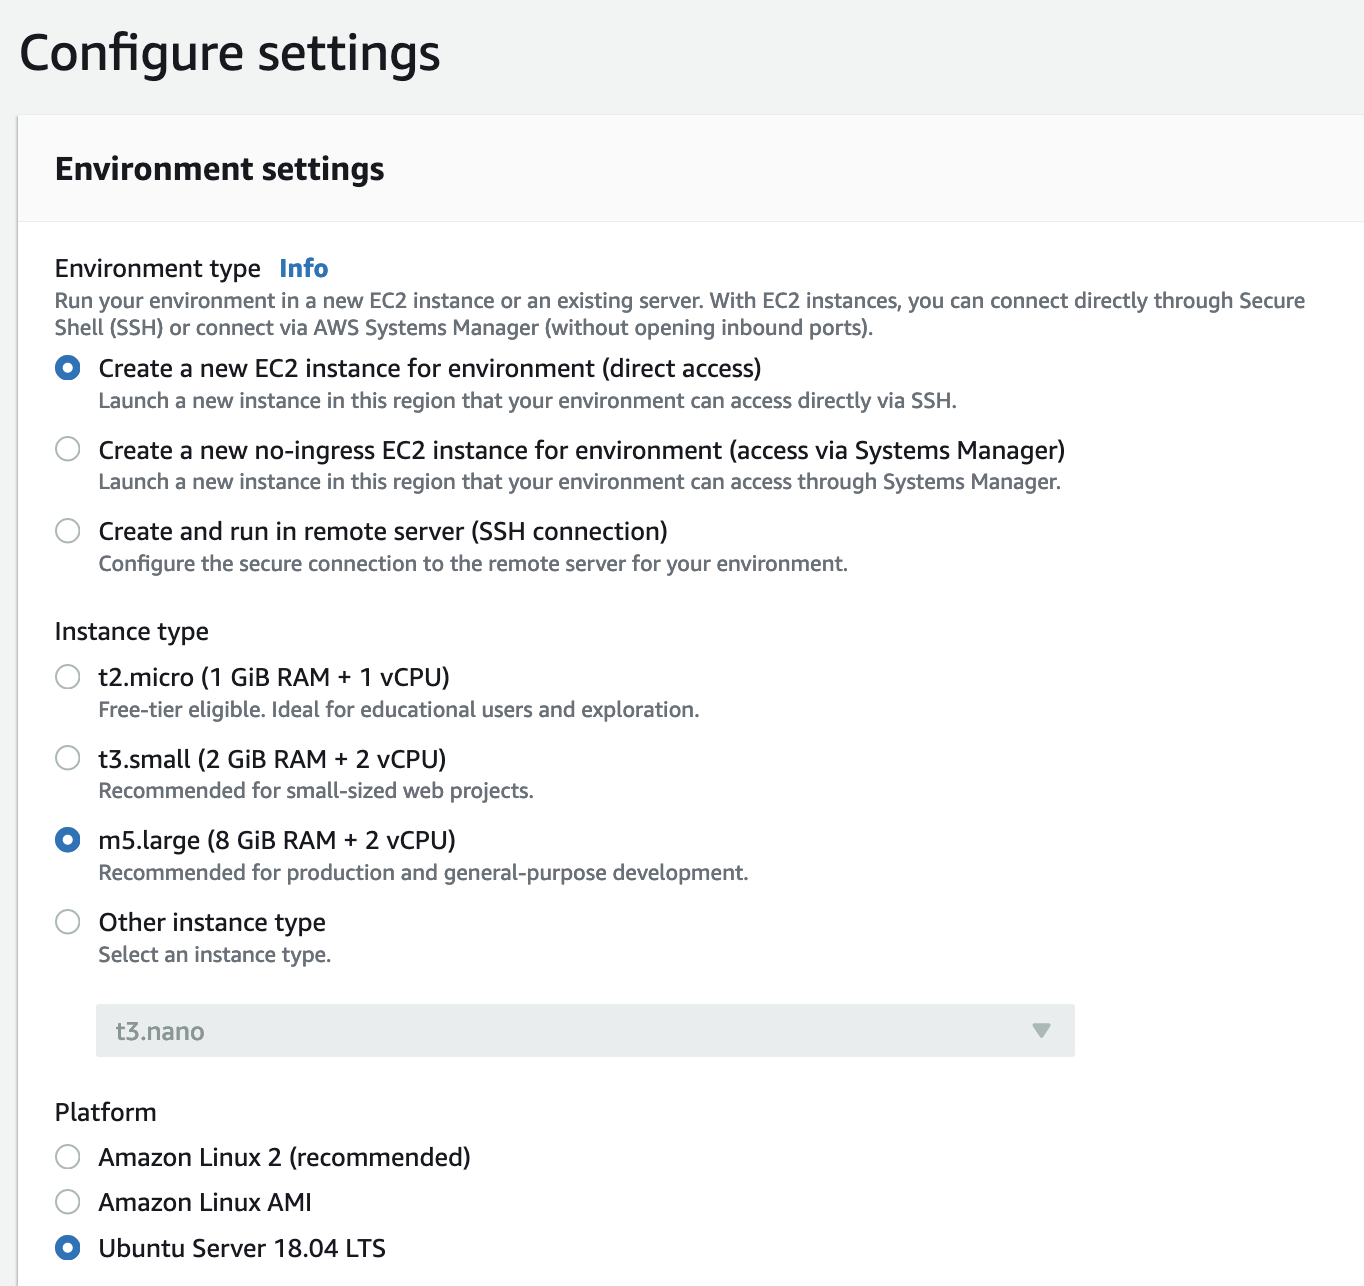 Configure settings
Environment settings
Environment type Info
Run your environment in a new EC2 instance or an existing server. With EC2 instances, you can connect directly through Secure
Shell (SSH) or connect via AWS Systems Manager (without opening inbound ports).
Create a new EC2 instance for environment (direct access)
Launch a new instance in this region that your environment can access directly via SSH.
Create a new no-ingress EC2 instance for environment (access via Systems Manager)
Launch a new instance in this region that your environment can access through Systems Manager.
Create and run in remote server (SSH connection)
Configure the secure connection to the remote server for your environment.
Instance type
t2.micro (1 GiB RAM + 1 vCPU)
Free-tier eligible. Ideal for educational users and exploration.
t3.small (2 GiB RAM + 2 vCPU)
Recommended for small-sized web projects.
m5.large (8 GiB RAM + 2 vCPU)
Recommended for production and general-purpose development.
Other instance type
Select an instance type.
t3.nano
Platform
Amazon Linux 2 (recommended)
Amazon Linux AMI
Ubuntu Server 18.04 LTS